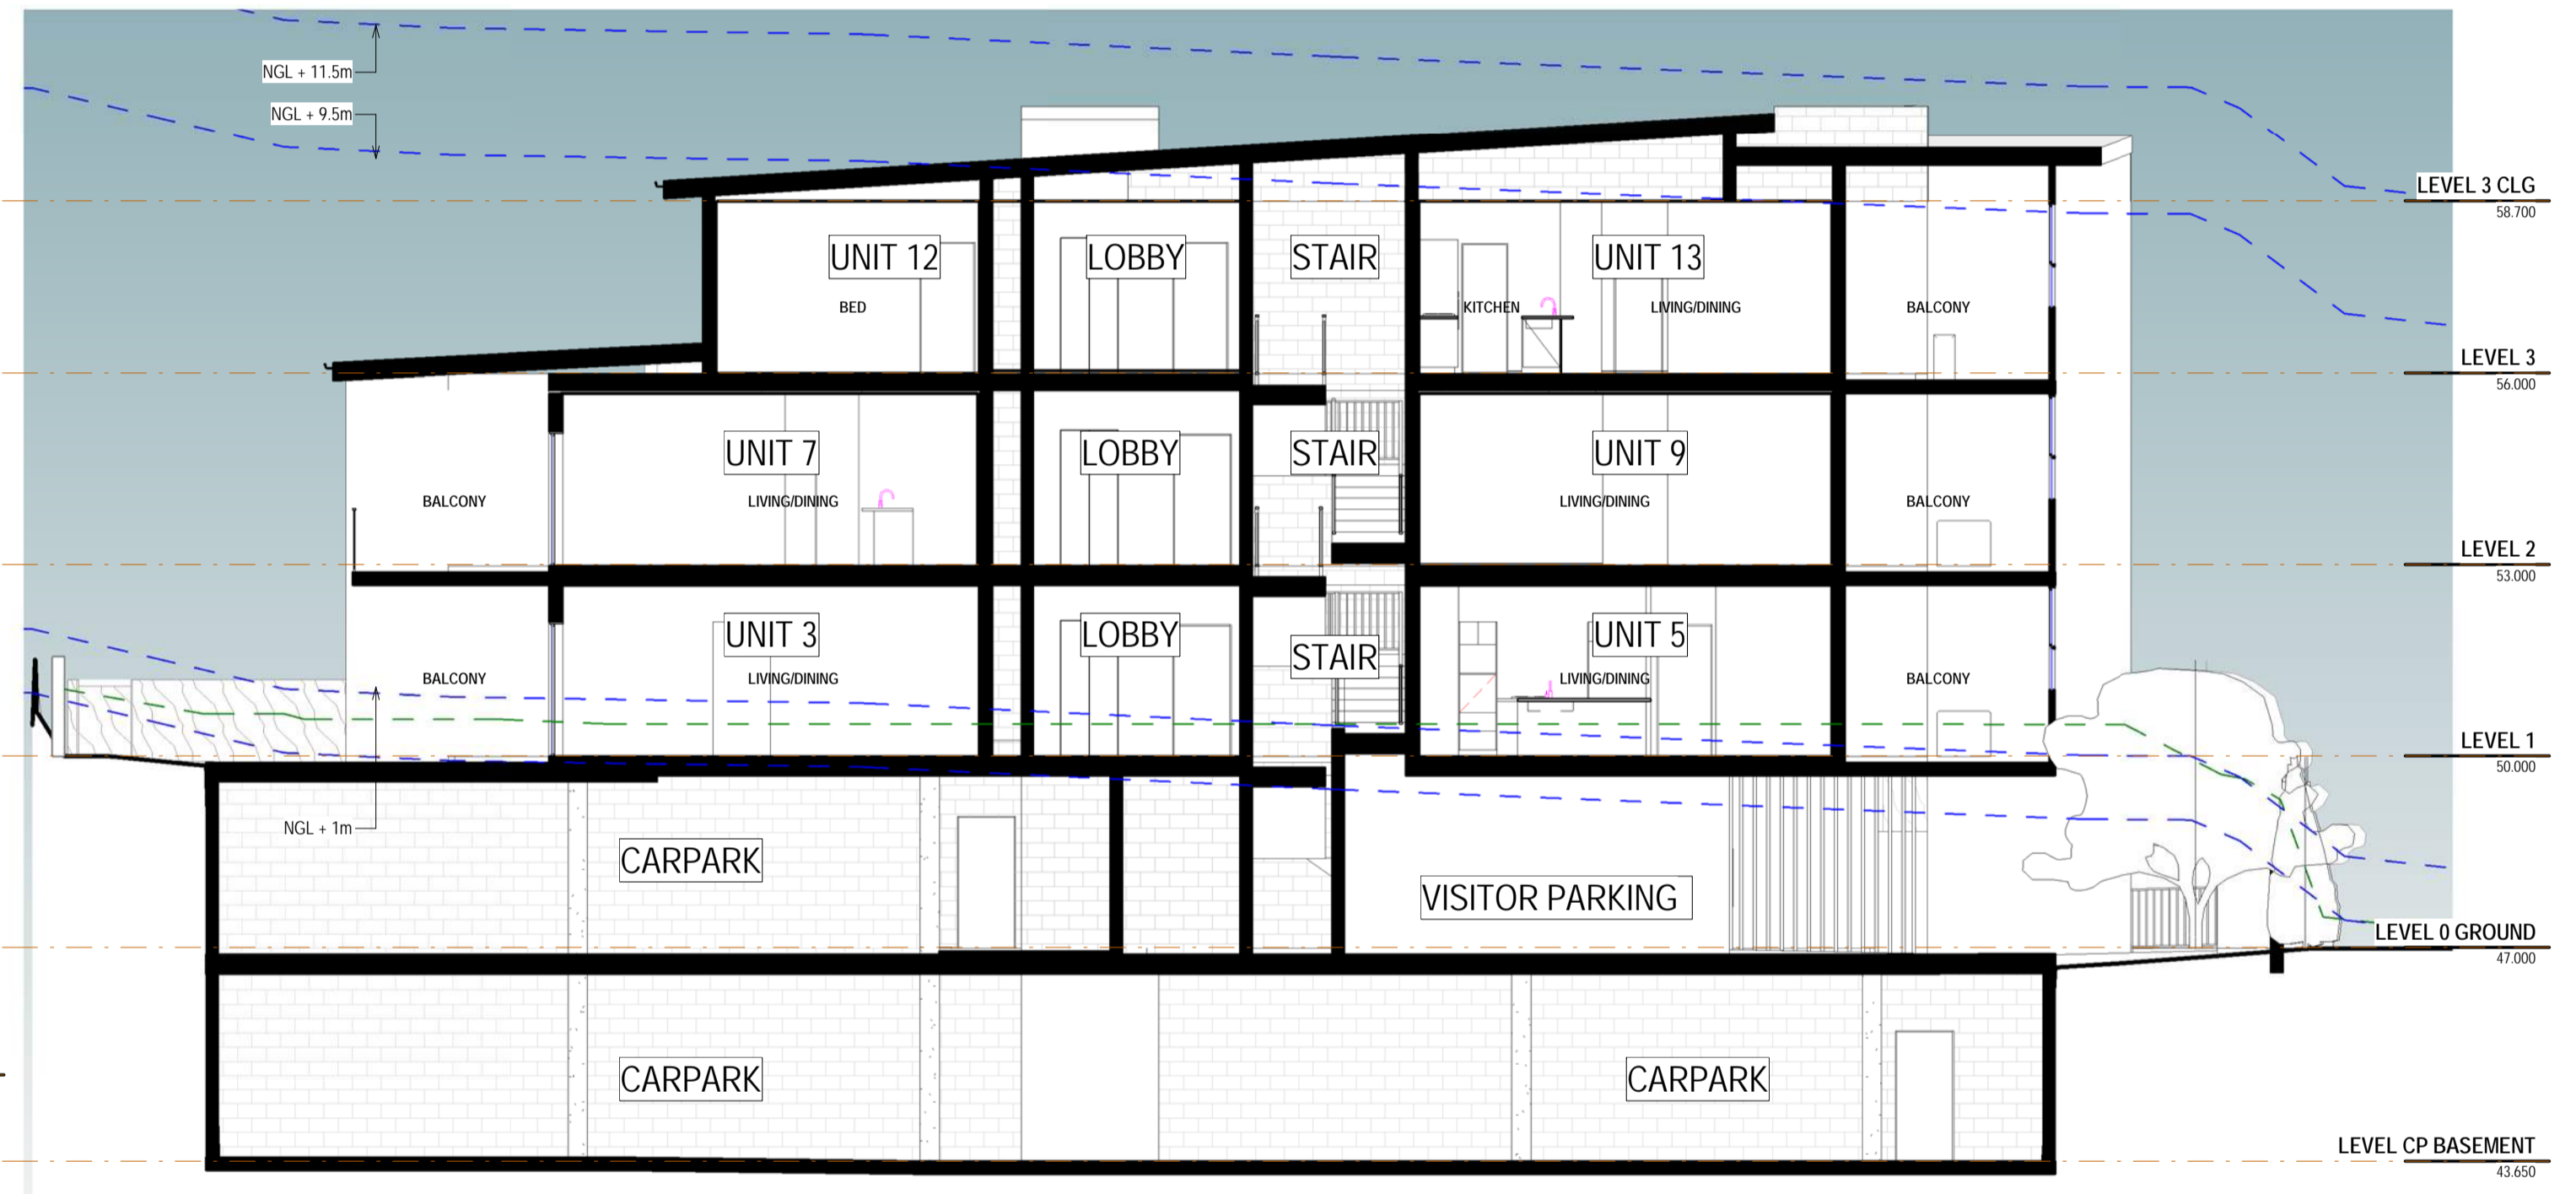 NGL + 11.5m
NGL + 9.5m
LEVEL 3 CLG
58.700
UNIT 12
LOBBY
STAIR
UNIT 13
BED
KITCHEN
LIVING/DINING
BALCONY
LEVEL 3
56.000
UNIT 7
LOBBY
STAIR
UNIT 9
BALCONY
LIVING/DINING
LIVING/DINING
BALCONY
LEVEL 2
53.000
UNIT 3
LOBBY
STAIR
UNIT 5
BALCONY
LIVING/DINING
LIVING/DINING
BALCONY
LEVEL 1
50.000
NGL + 1m
CARPARK
VISITOR PARKING
LEVEL 0 GROUND
47.000
CARPARK
CARPARK
LEVEL CP BASEMENT
43.650